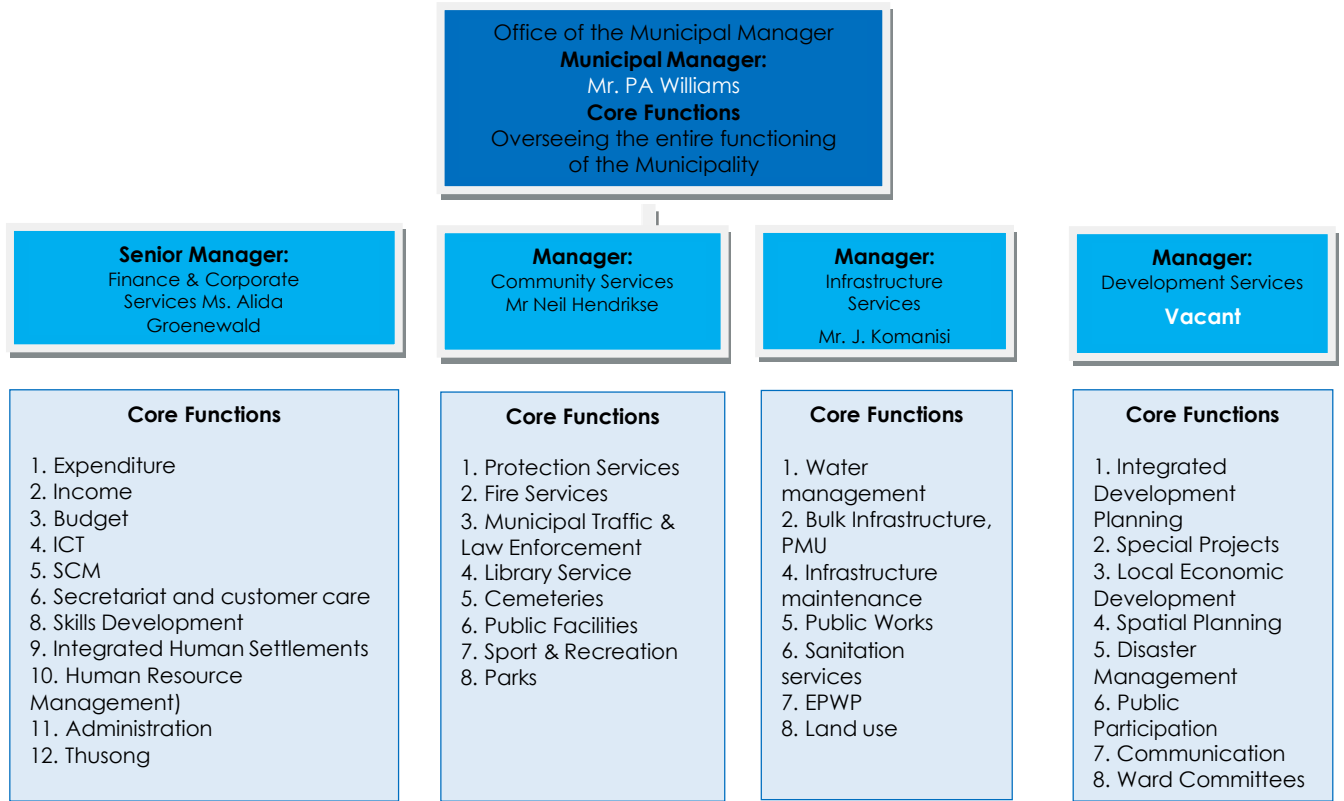 Office of the Municipal Manager
Municipal Manager:
Mr. PA Williams
Core Functions
Overseeing the entire functioning
of the Municipality
Senior Manager:
Finance & Corporate
Services Ms. Alida
Groenewald
Manager:
Community Services
Mr Neil Hendrikse
Manager:
Infrastructure
Services
Mr. J. Komanisi
Manager:
Development Services
Vacant
Core Functions
1. Expenditure
2. Income
3. Budget
4. ICT
5. SCM
6. Secretariat and customer care
8. Skills Development
9. Integrated Human Settlements
10. Human Resource
Management)
11. Administration
12. Thusong
Core Functions
1. Protection Services
2. Fire Services
3. Municipal Traffic &
Law Enforcement
4. Library Service
5. Cemeteries
6. Public Facilities
7. Sport & Recreation
8. Parks
Core Functions
1. Water
management
2. Bulk Infrastructure,
PMU
4. Infrastructure
maintenance
5. Public Works
6. Sanitation
services
7. EPWP
8. Land use
Core Functions
1. Integrated
Development
Planning
2. Special Projects
3. Local Economic
Development
4. Spatial Planning
5. Disaster
Management
6. Public
Participation
7. Communication
8. Ward Committees